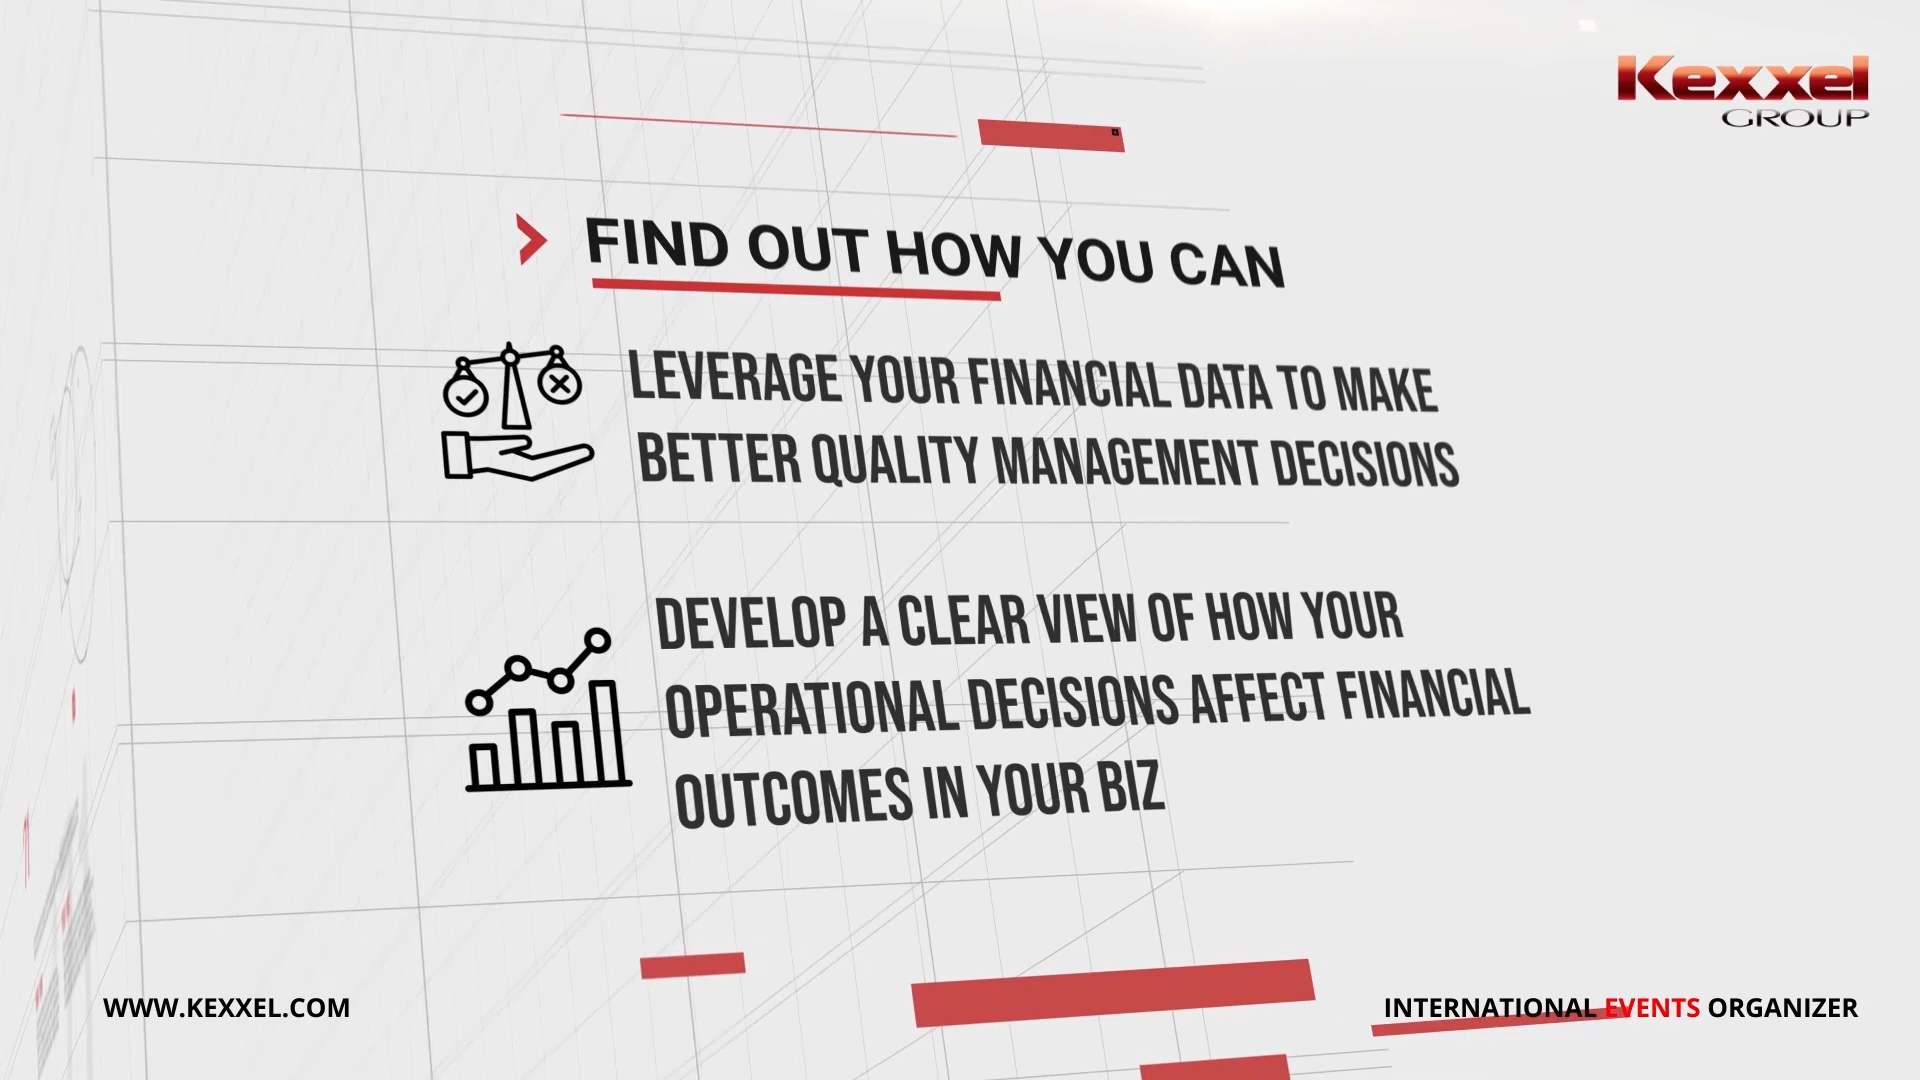 Kexxel
GROUP
FIND OUT HOW YOU CAN
LEVERAGE YOUR FINANCIAL DATA TO MAKE
BETTER QUALITY MANAGEMENT DECISIONS
DEVELOP A CLEAR VIEW OF HOW YOUR
OPERATIONAL DECISIONS AFFECT FINANCIAL
OUTCOMES IN YOUR BIZ
WWW.KEXXEL.COM
INTERNATIONAL EVENTS ORGANIZER